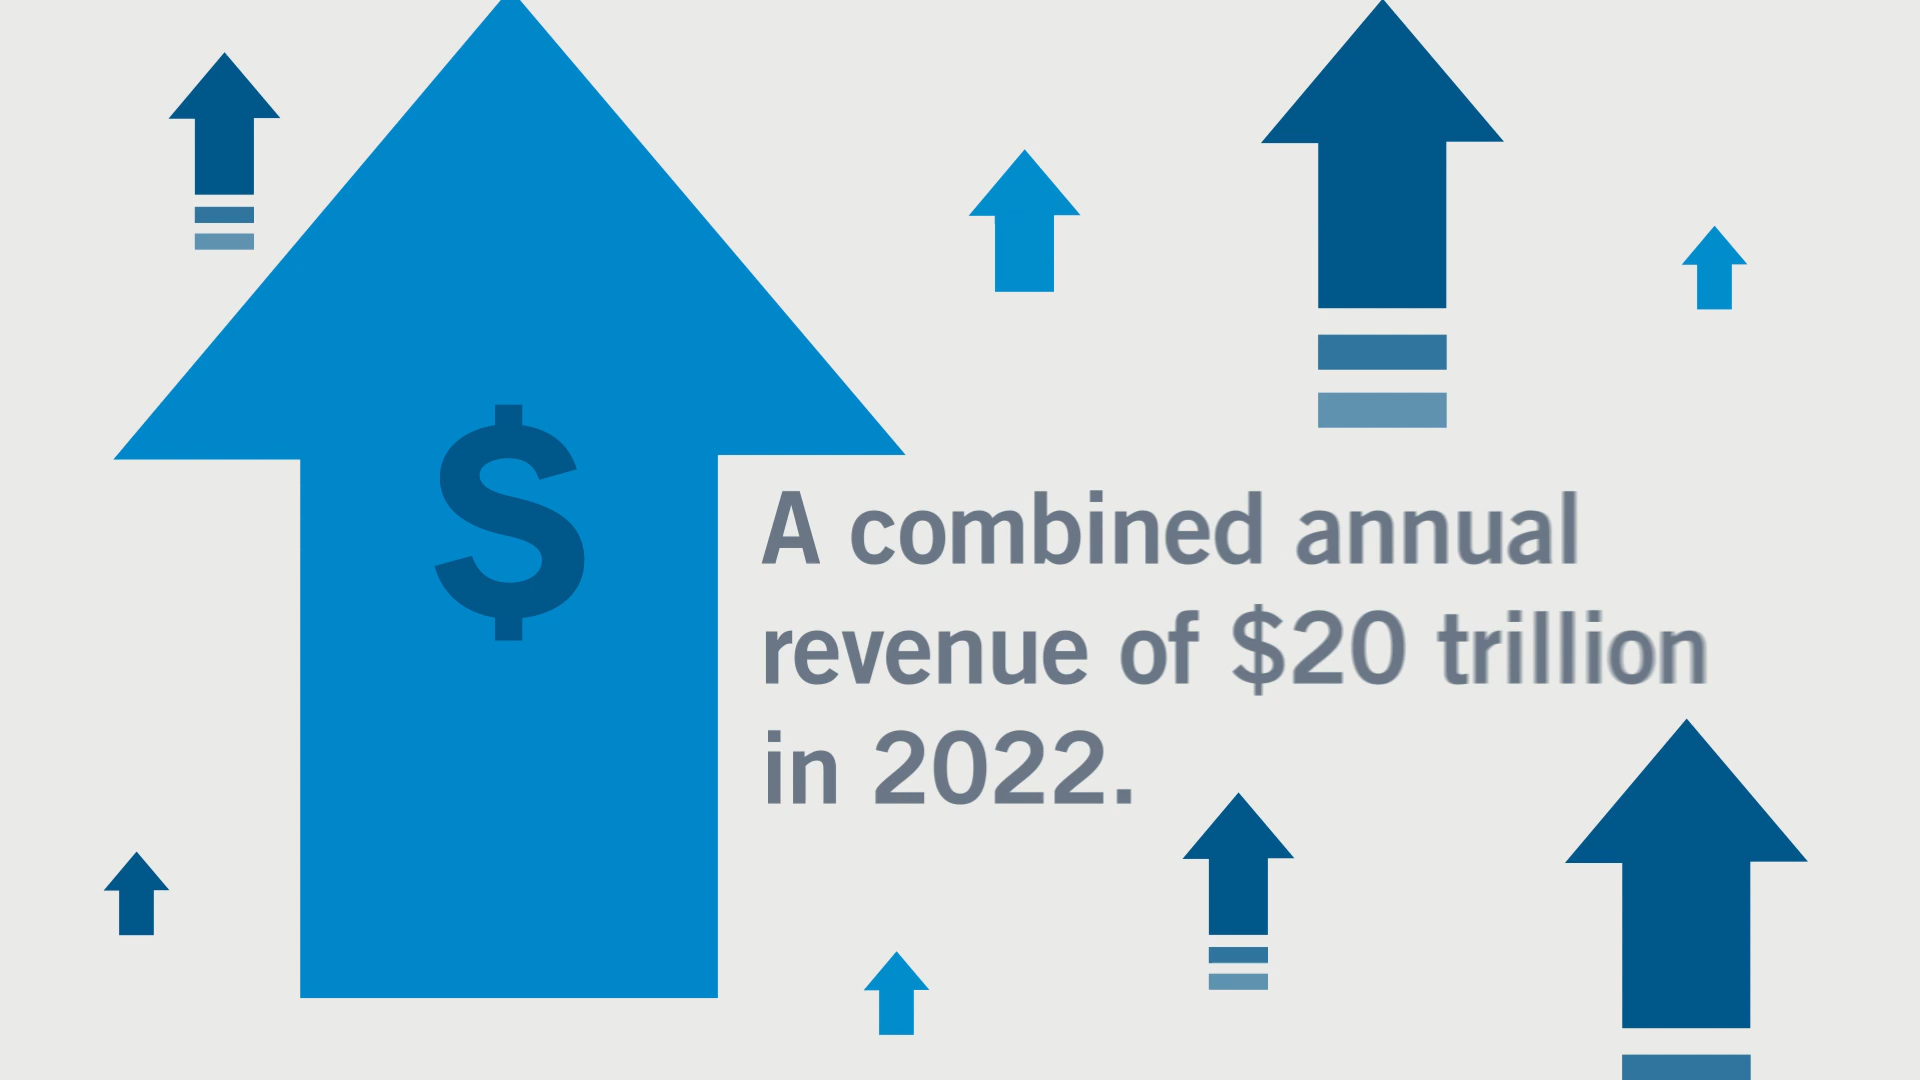 $
A combined annual
revenue of $20 trillion
in 2022.